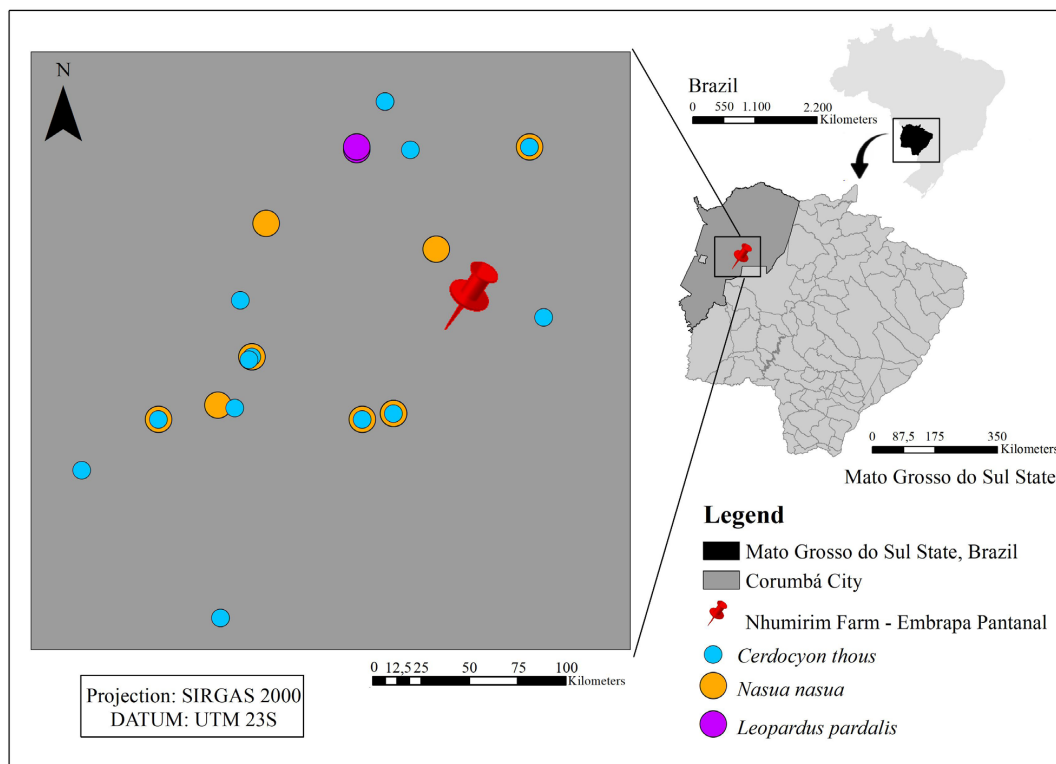 N
Brazil
0 550 1.100 2.200
Kilometers
0 87,5 175 350
Kilometers
Mato Grosso do Sul State
Legend
Mato Grosso do Sul State, Brazil
Corumbá City
Nhumirim Farm - Embrapa Pantanal
Cerdocyon thous
Nasua nasua
Leopardus pardalis
0 12,5 25 50 75 100
Kilometers
Projection: SIRGAS 2000
DATUM: UTM 23S